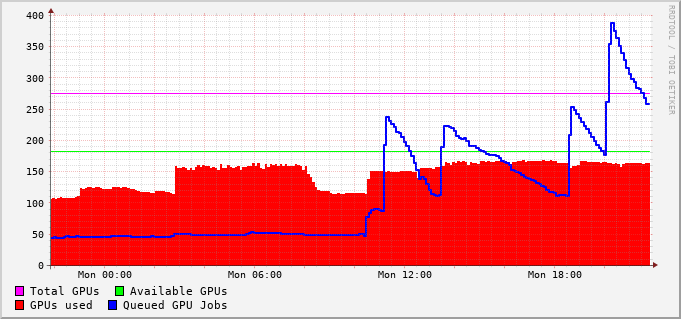 400
350
300
250
200
150
100
50
0
Mon 00:00 Mon 06:00 Mon 12:00 Mon 18:00
Total GPUs Available GPUs
GPUs used Queued GPU Jobs
RRDTOOL / TOBI OETIKER